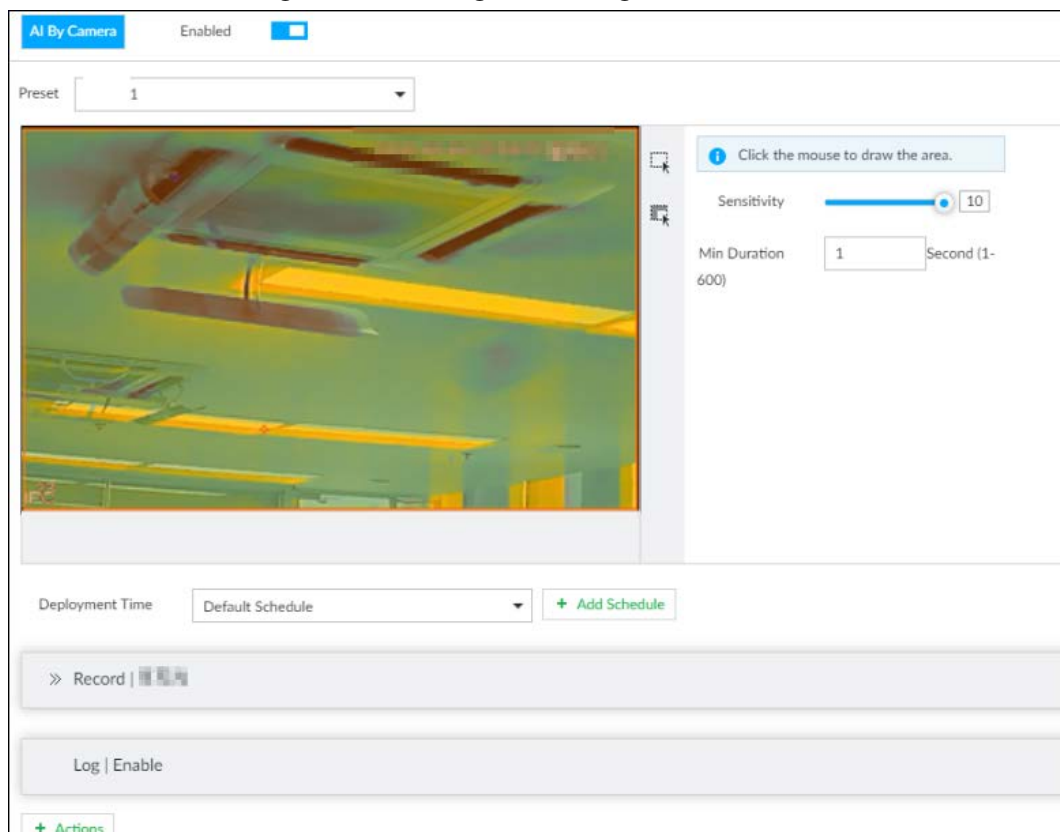 AI By Camera Enabled
Preset 1
Click the mouse to draw the area.
Sensitivity 10
Min Duration 1 Second (1-
600)
Deployment Time Default Schedule + Add Schedule
» Record |
Log | Enable
+ Actions